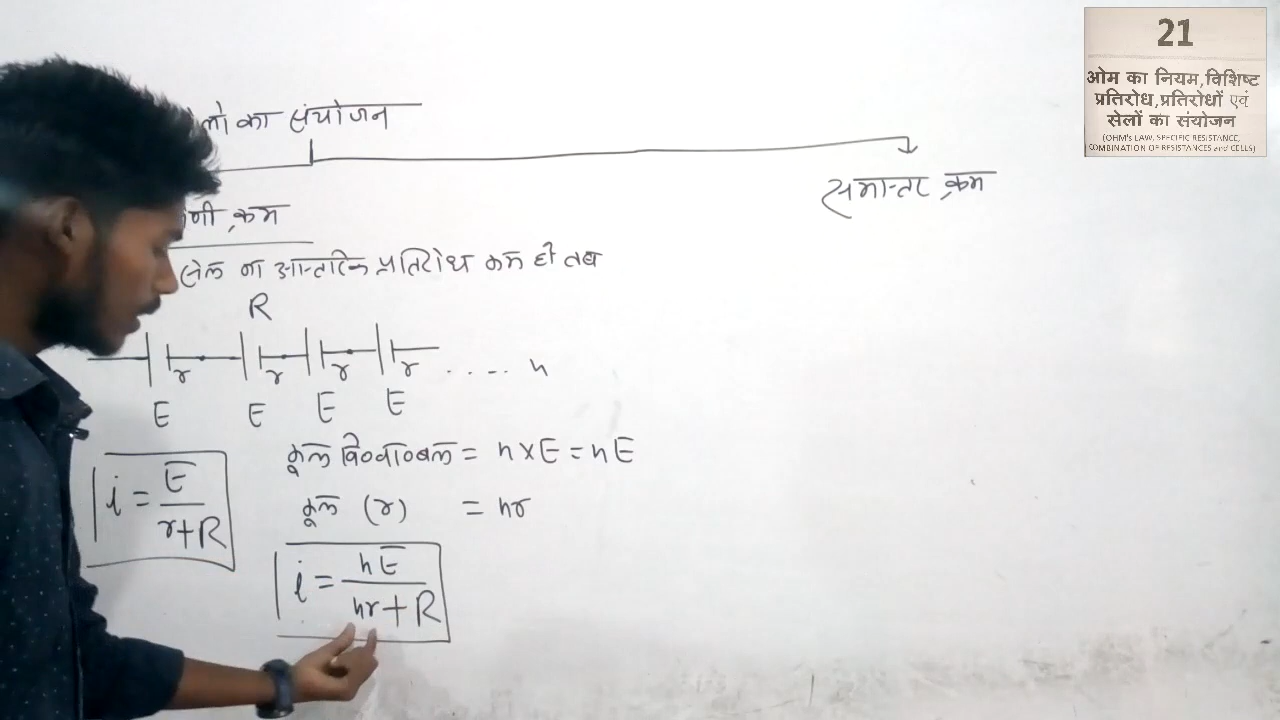 का संयोजन
समान्तर क्रम
क्रम
सेल का आन्तरिक प्रतिरोध कम हो तब
R
r r r r .... n
E E E E
कुल वि०वा०बल = n×E = nE
i = E/r+R
कुल (r) = nr
i = nE/nr+R
21
ओम का नियम,विशिष्ट
प्रतिरोध,प्रतिरोधों एवं
सेलों का संयोजन
(OHM's LAW, SPECIFIC RESISTANCE,
COMBINATION OF RESISTANCES and CELLS)